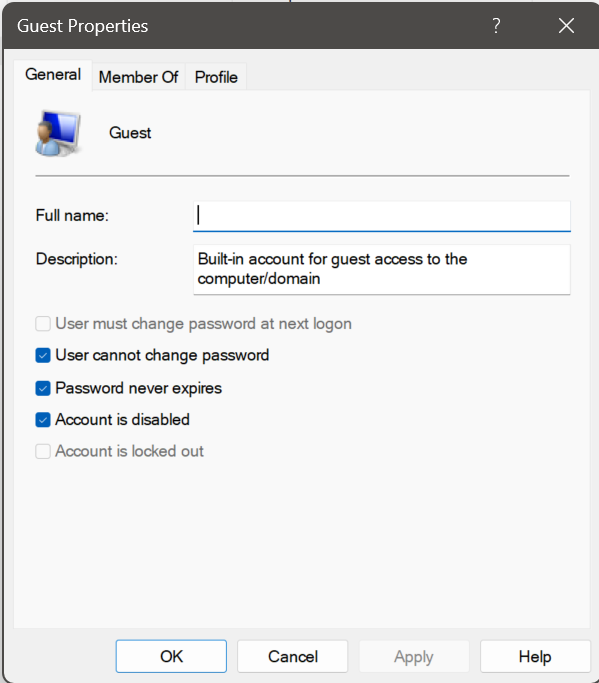 Guest Properties
?
General Member Of Profile
Guest
Full name:
Description: Built-in account for guest access to the
computer/domain
User must change password at next logon
User cannot change password
Password never expires
Account is disabled
Account is locked out
OK Cancel Apply Help